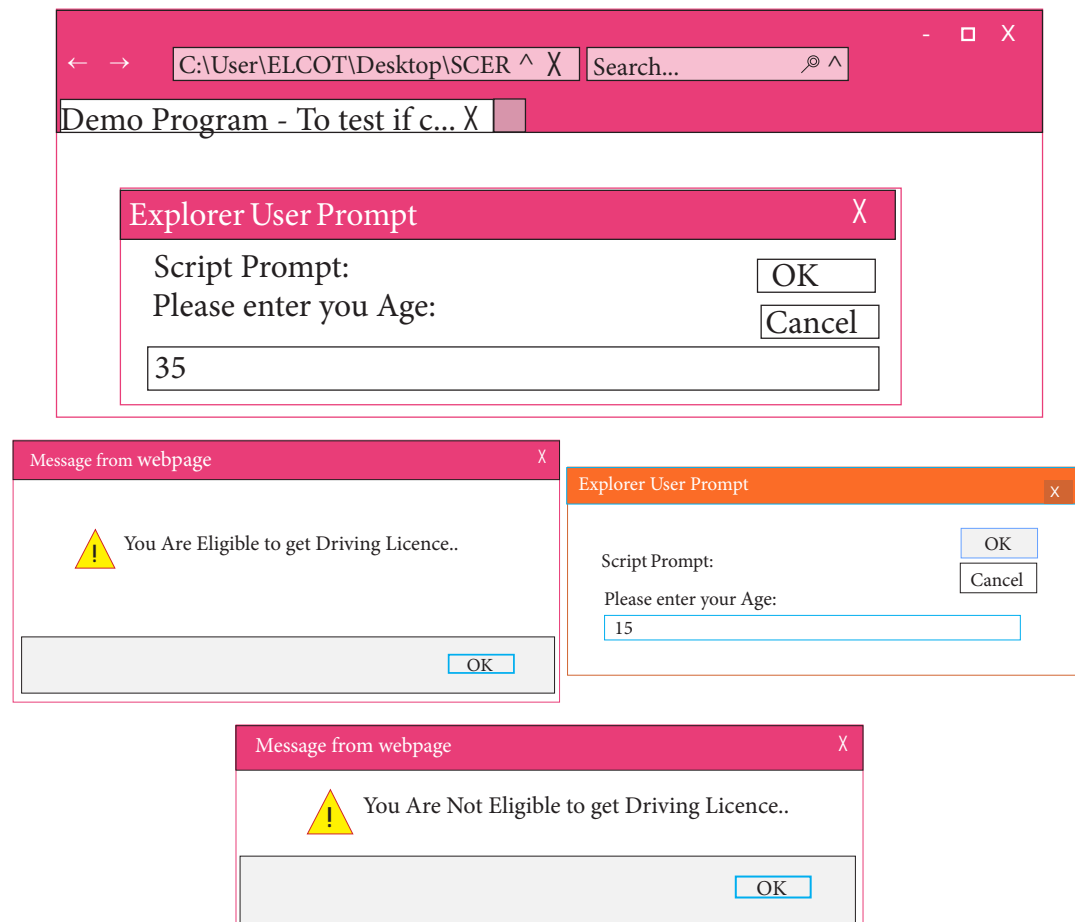 - □ X
← → C:\User\ELCOT\Desktop\SCER ^ X Search... ^
Demo Program - To test if c... X
Explorer User Prompt X
Script Prompt:
OK
Please enter you Age:
Cancel
35
Message from webpage X
You Are Eligible to get Driving Licence..
OK
Explorer User Prompt X
OK
Script Prompt:
Cancel
Please enter your Age:
15
Message from webpage X
! You Are Not Eligible to get Driving Licence..
OK